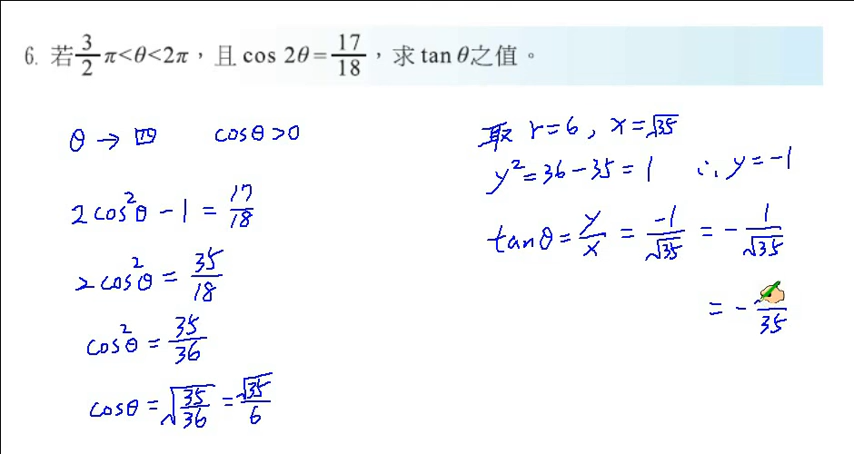 6. 若 3/2 π<θ<2π，且 cos 2θ= 17/18，求 tan θ之值。
θ → 四  cosθ>0
2cos²θ - 1 = 17/18
2cos²θ = 35/18
cos²θ = 35/36
cosθ = √(35/36) = √35/6
取 r=6, x=√35
y²=36-35=1 ∴ y=-1
tanθ = y/x = -1/√35 = - 1/√35
= - /35